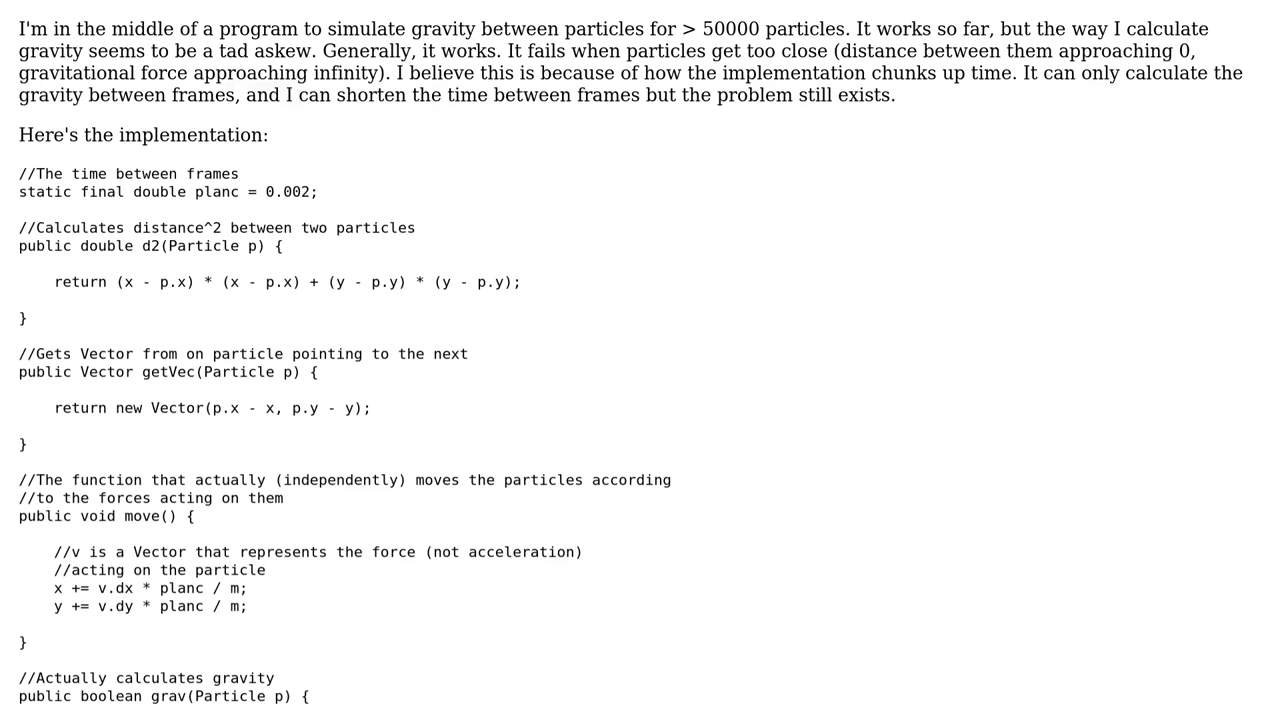 I'm in the middle of a program to simulate gravity between particles for > 50000 particles. It works so far, but the way I calculate
gravity seems to be a tad askew. Generally, it works. It fails when particles get too close (distance between them approaching 0,
gravitational force approaching infinity). I believe this is because of how the implementation chunks up time. It can only calculate the
gravity between frames, and I can shorten the time between frames but the problem still exists.
Here's the implementation:
//The time between frames
static final double planc = 0.002;
//Calculates distance^2 between two particles
public double d2(Particle p) {
    return (x - p.x) * (x - p.x) + (y - p.y) * (y - p.y);
}
//Gets Vector from on particle pointing to the next
public Vector getVec(Particle p) {
    return new Vector(p.x - x, p.y - y);
}
//The function that actually (independently) moves the particles according
//to the forces acting on them
public void move() {
    //v is a Vector that represents the force (not acceleration)
    //acting on the particle
    x += v.dx * planc / m;
    y += v.dy * planc / m;
}
//Actually calculates gravity
public boolean grav(Particle p) {